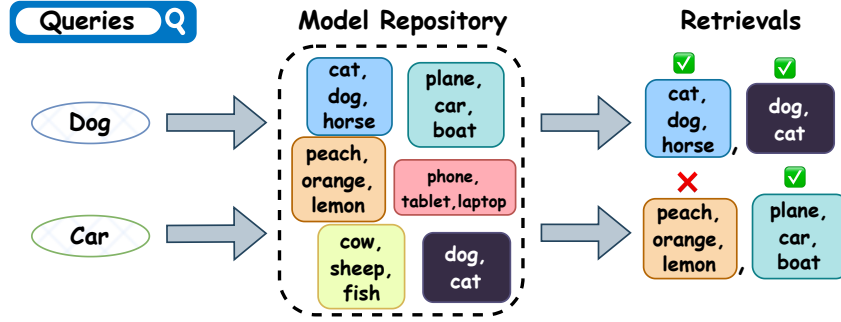 Queries
Model Repository
Retrievals
Dog
Car
cat,
dog,
horse
plane,
car,
boat
peach,
orange,
lemon
phone,
tablet,laptop
cow,
sheep,
fish
dog,
cat
cat,
dog,
horse
,
dog,
cat
peach,
orange,
lemon
,
plane,
car,
boat